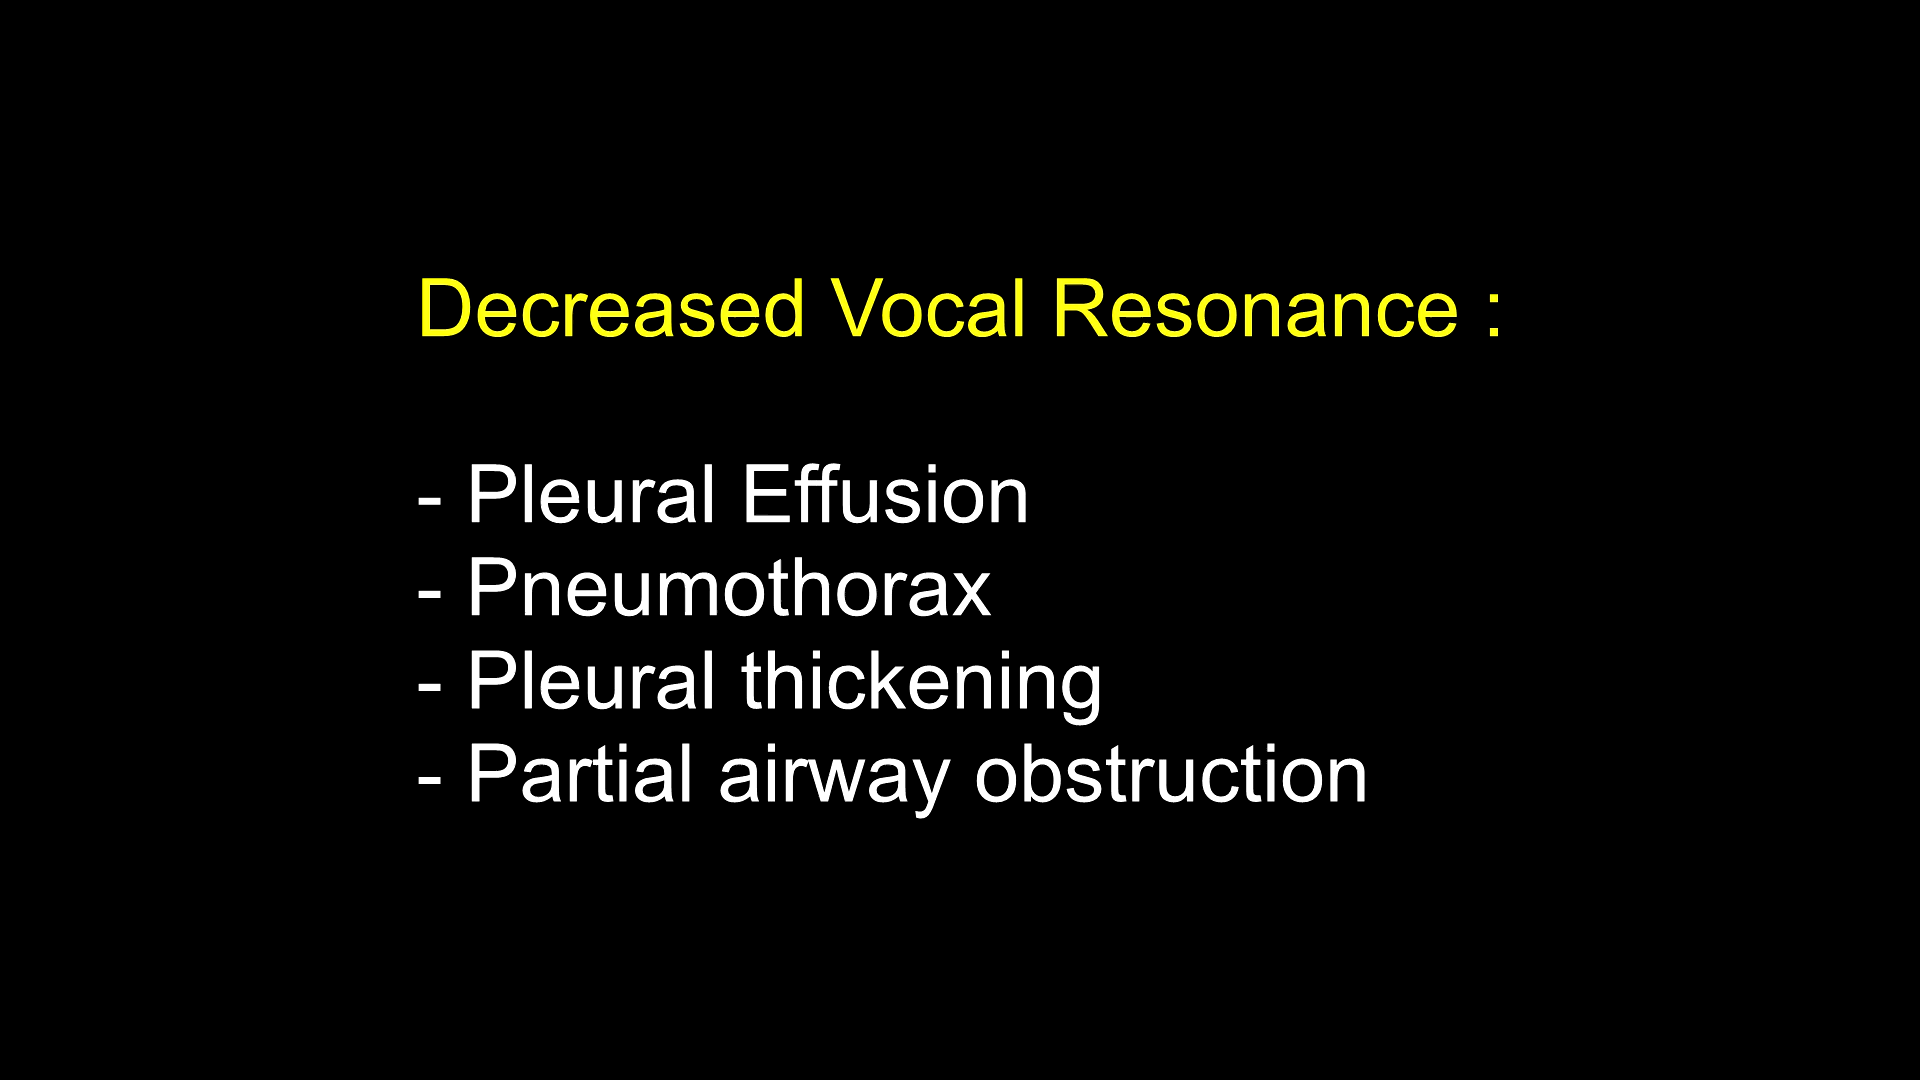 Decreased Vocal Resonance :
- Pleural Effusion
- Pneumothorax
- Pleural thickening
- Partial airway obstruction